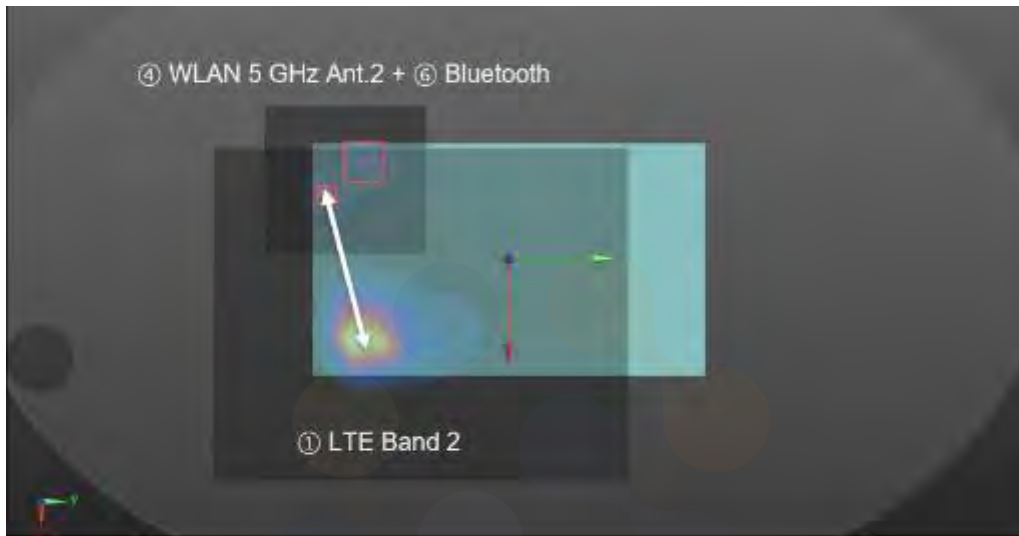 ④ WLAN 5 GHz Ant.2 + ⑥ Bluetooth
① LTE Band 2
y